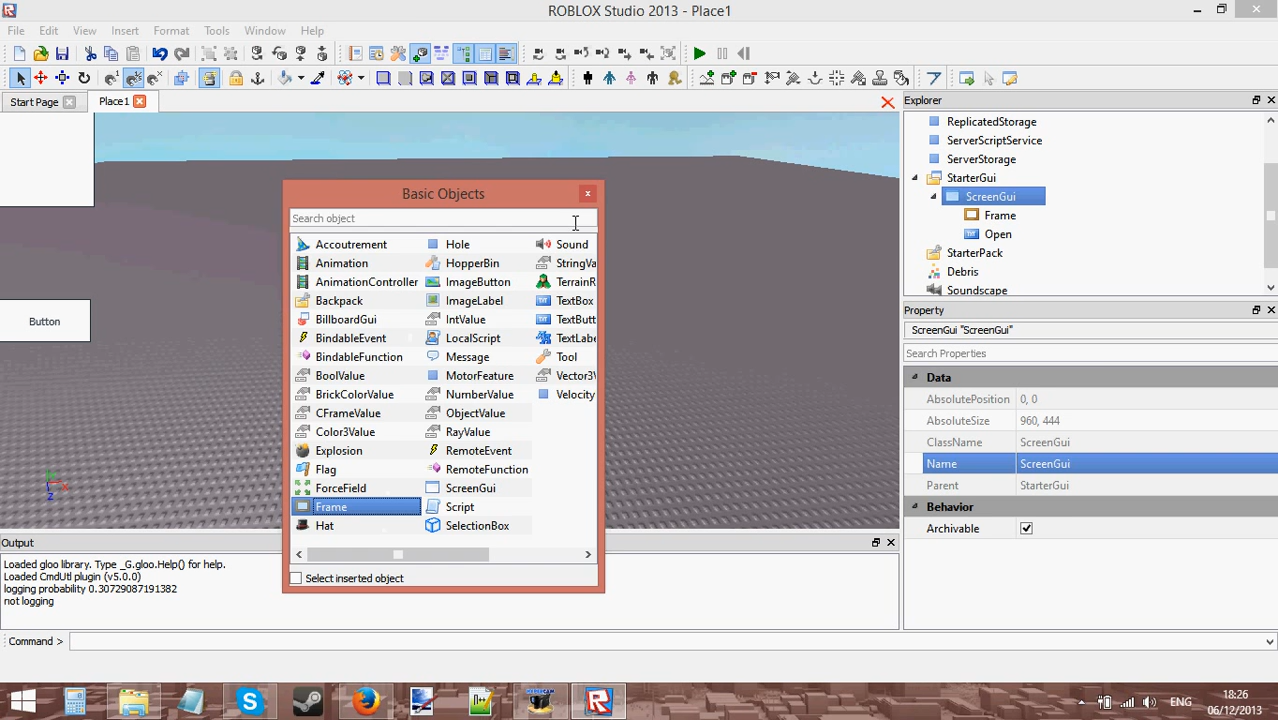 ROBLOX Studio 2013 - Place1
File Edit View Insert Format Tools Window Help
Start Page
Place1
Button
Basic Objects
Search object
Accoutrement
Animation
AnimationController
Backpack
BillboardGui
BindableEvent
BindableFunction
BoolValue
BrickColorValue
CFrameValue
Color3Value
Explosion
Flag
ForceField
Frame
Hat
Hole
HopperBin
ImageButton
ImageLabel
IntValue
LocalScript
Message
MotorFeature
NumberValue
ObjectValue
RayValue
RemoteEvent
RemoteFunction
ScreenGui
Script
SelectionBox
Sound
StringVa
TerrainR
TextBox
TextButt
TextLabe
Tool
Vector3V
Velocity
Select inserted object
Explorer
ReplicatedStorage
ServerScriptService
ServerStorage
StarterGui
ScreenGui
Frame
Open
StarterPack
Debris
Soundscape
Property
ScreenGui "ScreenGui"
Search Properties
Data
AbsolutePosition 0, 0
AbsoluteSize 960, 444
ClassName ScreenGui
Name ScreenGui
Parent StarterGui
Behavior
Archivable
Output
Loaded gloo library. Type _G.gloo.Help() for help.
Loaded CmdUtl plugin (v5.0.0)
logging probability 0.30729087191382
not logging
Command >
ENG
18:26
06/12/2013